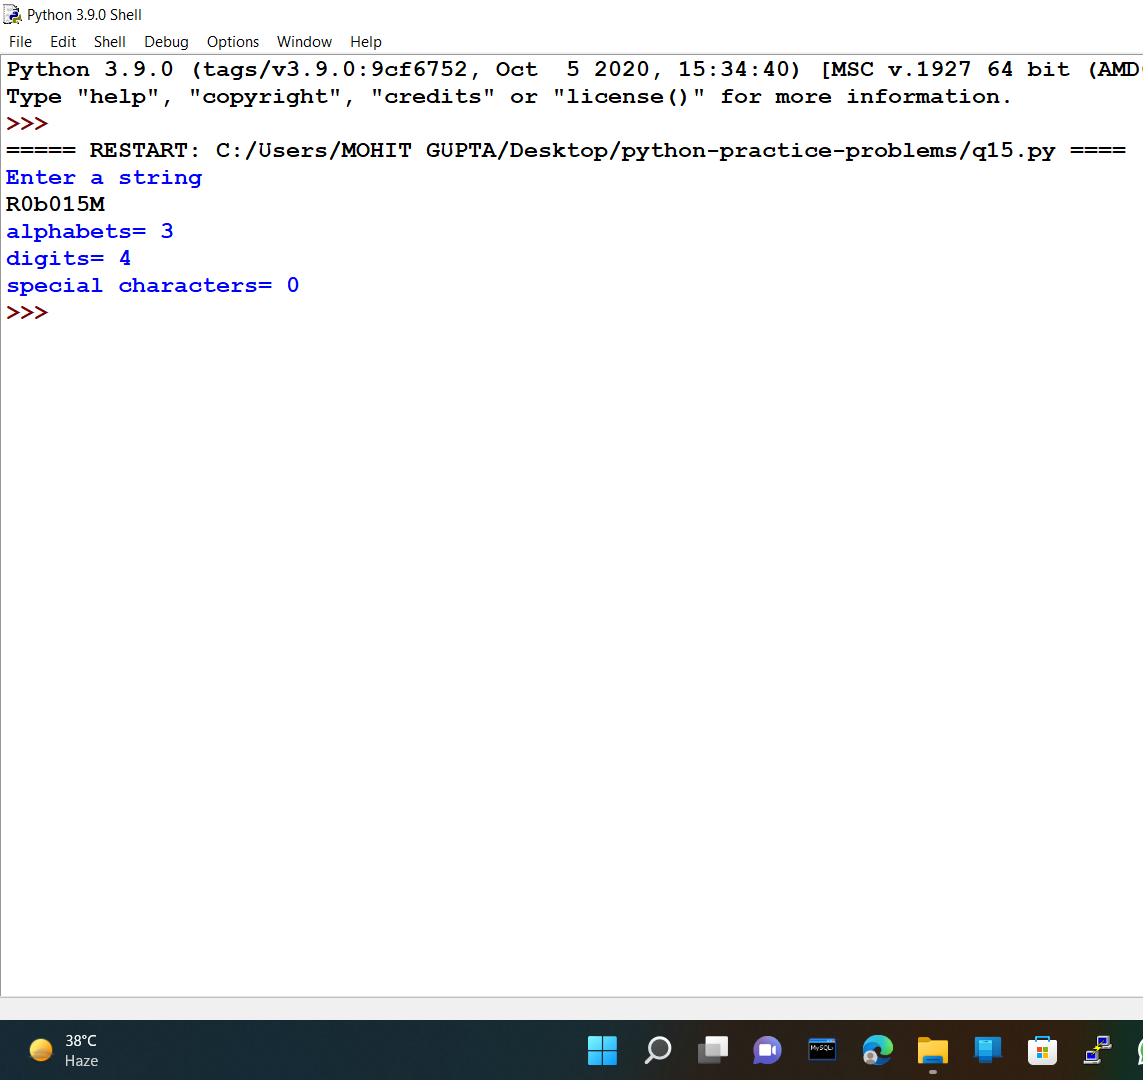 Python 3.9.0 Shell
File Edit Shell Debug Options Window Help
Python 3.9.0 (tags/v3.9.0:9cf6752, Oct  5 2020, 15:34:40) [MSC v.1927 64 bit (AMD
Type "help", "copyright", "credits" or "license()" for more information.
>>>
===== RESTART: C:/Users/MOHIT GUPTA/Desktop/python-practice-problems/q15.py ====
Enter a string
R0b015M
alphabets= 3
digits= 4
special characters= 0
>>>
38°C
Haze
MySQL